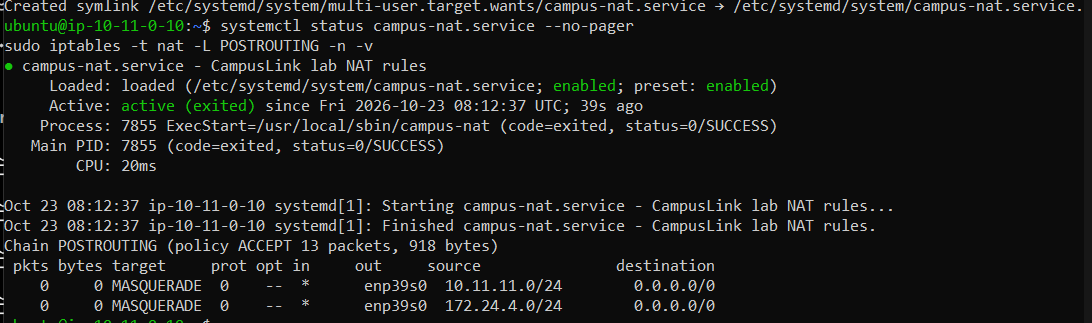 Created symlink /etc/systemd/system/multi-user.target.wants/campus-nat.service → /etc/systemd/system/campus-nat.service.
ubuntu@ip-10-11-0-10:~$ systemctl status campus-nat.service --no-pager
sudo iptables -t nat -L POSTROUTING -n -v
● campus-nat.service - CampusLink lab NAT rules
     Loaded: loaded (/etc/systemd/system/campus-nat.service; enabled; preset: enabled)
     Active: active (exited) since Fri 2026-10-23 08:12:37 UTC; 39s ago
    Process: 7855 ExecStart=/usr/local/sbin/campus-nat (code=exited, status=0/SUCCESS)
   Main PID: 7855 (code=exited, status=0/SUCCESS)
        CPU: 20ms

Oct 23 08:12:37 ip-10-11-0-10 systemd[1]: Starting campus-nat.service - CampusLink lab NAT rules...
Oct 23 08:12:37 ip-10-11-0-10 systemd[1]: Finished campus-nat.service - CampusLink lab NAT rules.
Chain POSTROUTING (policy ACCEPT 13 packets, 918 bytes)
 pkts bytes target     prot opt in     out     source               destination
    0     0 MASQUERADE  0    --  *      enp39s0  10.11.11.0/24        0.0.0.0/0
    0     0 MASQUERADE  0    --  *      enp39s0  172.24.4.0/24        0.0.0.0/0